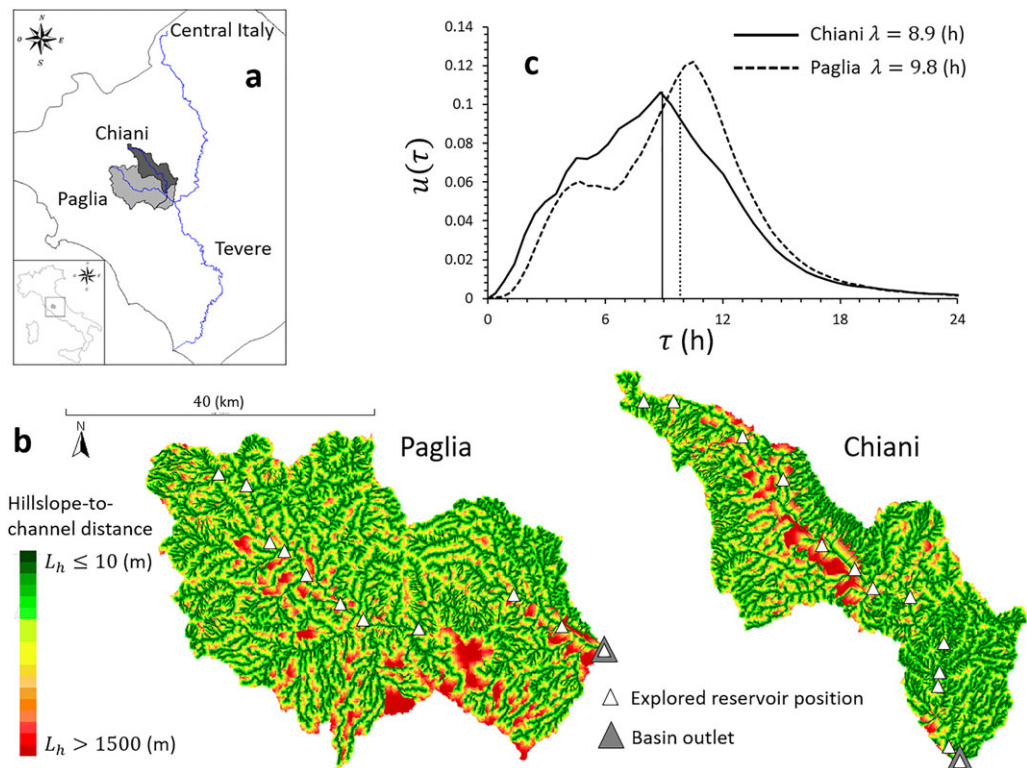 N
O E
S
Central Italy
a
Chiani
Paglia
Tevere
c
Chiani λ = 8.9 (h)
Paglia λ = 9.8 (h)
u(τ)
0.14
0.12
0.1
0.08
0.06
0.04
0.02
0
0 6 12 18 24
τ (h)
40 (km)
b
N
Paglia
Chiani
Hillslope-to-
channel distance
L_h ≤ 10 (m)
L_h > 1500 (m)
Explored reservoir position
Basin outlet